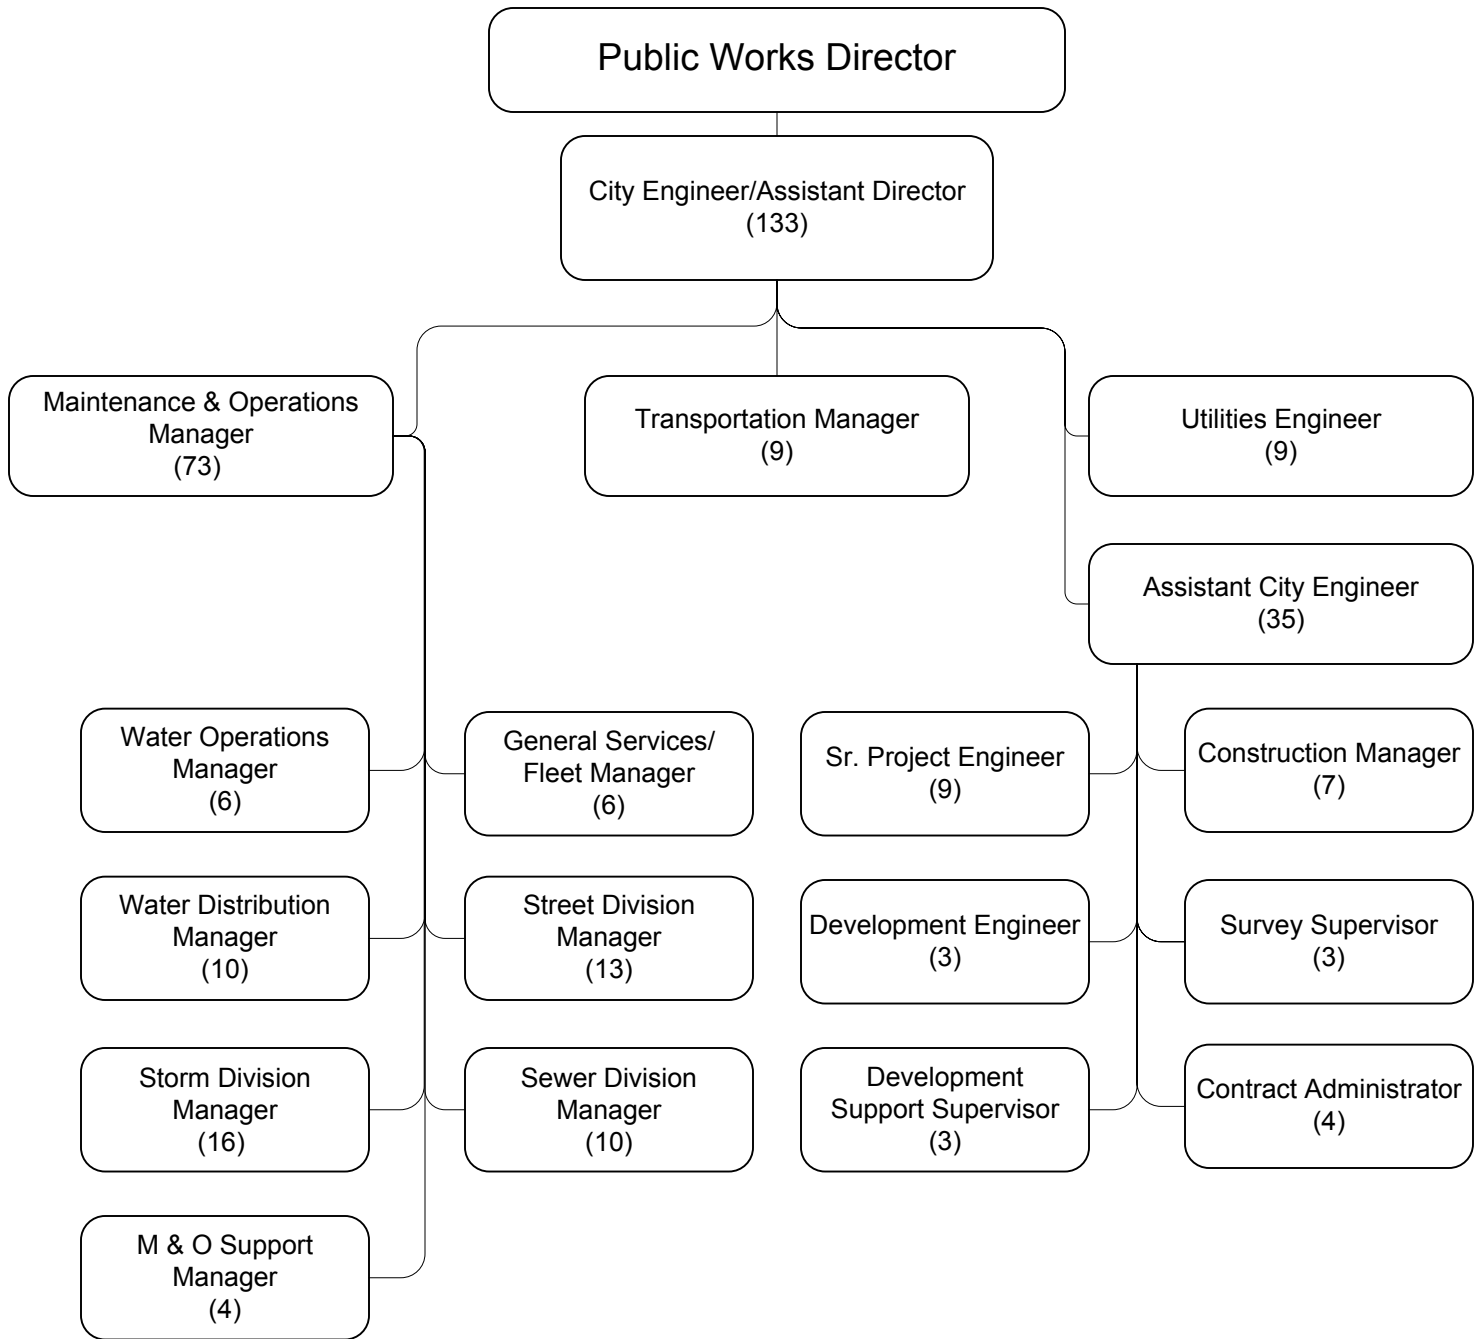 Public Works Director
City Engineer/Assistant Director
(133)
Maintenance & Operations
Manager
(73)
Transportation Manager
(9)
Utilities Engineer
(9)
Assistant City Engineer
(35)
Water Operations
Manager
(6)
General Services/
Fleet Manager
(6)
Sr. Project Engineer
(9)
Construction Manager
(7)
Water Distribution
Manager
(10)
Street Division
Manager
(13)
Development Engineer
(3)
Survey Supervisor
(3)
Storm Division
Manager
(16)
Sewer Division
Manager
(10)
Development
Support Supervisor
(3)
Contract Administrator
(4)
M & O Support
Manager
(4)